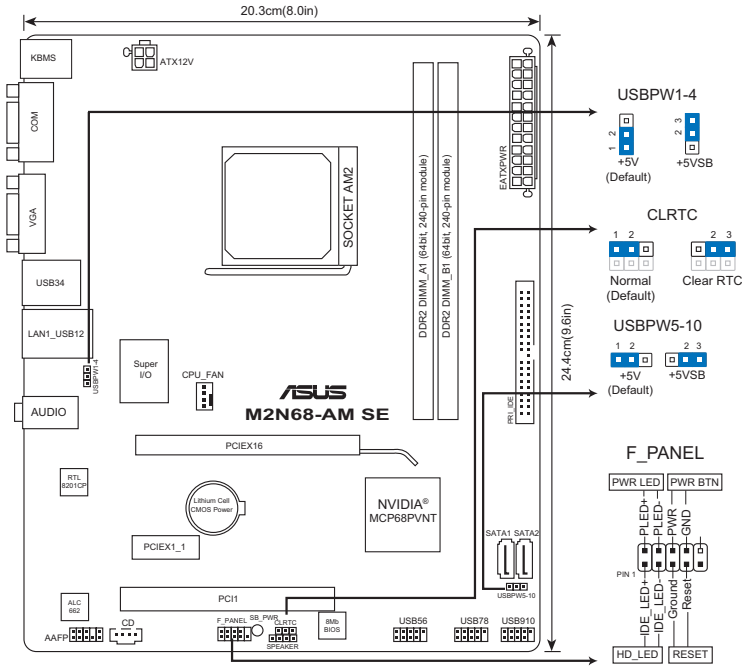 20.3cm(8.0in)
KBMS
ATX12V
COM
VGA
USB34
LAN1_USB12
USBPW1-4
AUDIO
Super
I/O
CPU_FAN
SOCKET AM2
DDR2 DIMM_A1 (64bit, 240-pin module)
DDR2 DIMM_B1 (64bit, 240-pin module)
EATXPWR
24.4cm(9.6in)
PRI_IDE
ASUS
M2N68-AM SE
PCIEX16
RTL
8201CP
Lithium Cell
CMOS Power
NVIDIA®
MCP68PVNT
PCIEX1_1
SATA1 SATA2
USBPW5-10
PCI1
ALC
662
AAFP
CD
F_PANEL
SB_PWR
CLRTC
SPEAKER
8Mb
BIOS
USB56
USB78
USB910
USBPW1-4
1 2
2 3
+5V
(Default)
+5VSB
CLRTC
1 2
2 3
Normal
(Default)
Clear RTC
USBPW5-10
1 2
2 3
+5V
(Default)
+5VSB
F_PANEL
PWR LED
PWR BTN
PLED+
PLED-
PWR
GND
PIN 1
IDE_LED+
IDE_LED-
Ground
Reset
HD_LED
RESET